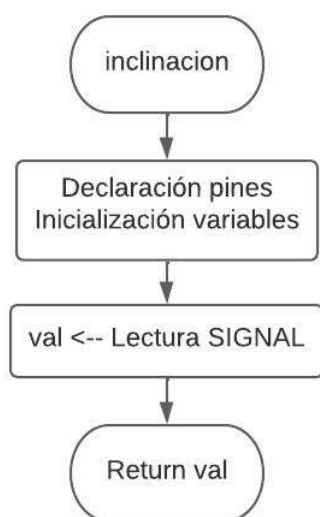 inclinacion
Declaración pines
Inicialización variables
val <-- Lectura SIGNAL
Return val